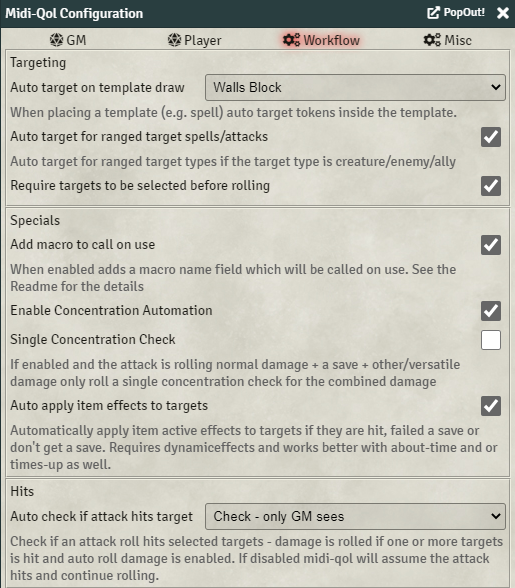 Midi-Qol Configuration
PopOut!
GM
Player
Workflow
Misc
Targeting
Auto target on template draw
Walls Block
When placing a template (e.g. spell) auto target tokens inside the template.
Auto target for ranged target spells/attacks
Auto target for ranged target types if the target type is creature/enemy/ally
Require targets to be selected before rolling
Specials
Add macro to call on use
When enabled adds a macro name field which will be called on use. See the
Readme for the details
Enable Concentration Automation
Single Concentration Check
If enabled and the attack is rolling normal damage + a save + other/versatile
damage only roll a single concentration check for the combined damage
Auto apply item effects to targets
Automatically apply item active effects to targets if they are hit, failed a save or
don't get a save. Requires dynamiceffects and works better with about-time and or
times-up as well.
Hits
Auto check if attack hits target
Check - only GM sees
Check if an attack roll hits selected targets - damage is rolled if one or more targets
is hit and auto roll damage is enabled. If disabled midi-qol will assume the attack
hits and continue rolling.